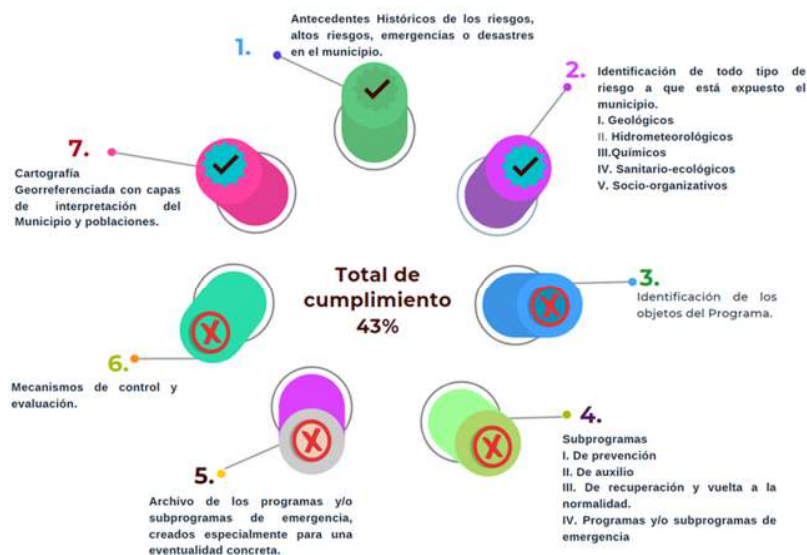 1.
Antecedentes Históricos de los riesgos,
altos riesgos, emergencias o desastres
en el municipio.
2.
Identificación de todo tipo de
riesgo a que está expuesto el
municipio.
I. Geológicos
II. Hidrometeorológicos
III.Químicos
IV. Sanitario-ecológicos
V. Socio-organizativos
7.
Cartografía
Georreferenciada con capas
de interpretación del
Municipio y poblaciones.
Total de
cumplimiento
43%
3.
Identificación de los
objetos del Programa.
6.
Mecanismos de control y
evaluación.
4.
Subprogramas
I. De prevención
II. De auxilio
III. De recuperación y vuelta a la
normalidad.
IV. Programas y/o subprogramas de
emergencia
5.
Archivo de los programas y/o
subprogramas de emergencia,
creados especialmente para una
eventualidad concreta.